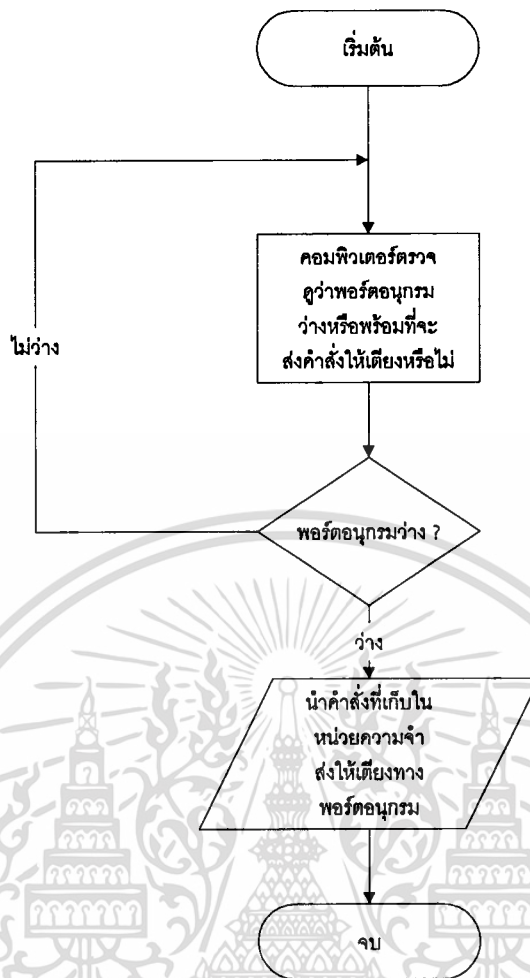 เริ่มต้น
คอมพิวเตอร์ตรวจ
ดูว่าพอร์ตอนุกรม
ว่างหรือพร้อมที่จะ
ส่งคำสั่งให้เตียงหรือไม่
ไม่ว่าง
พอร์ตอนุกรมว่าง ?
ว่าง
นำคำสั่งที่เก็บใน
หน่วยความจำ
ส่งให้เตียงทาง
พอร์ตอนุกรม
จบ